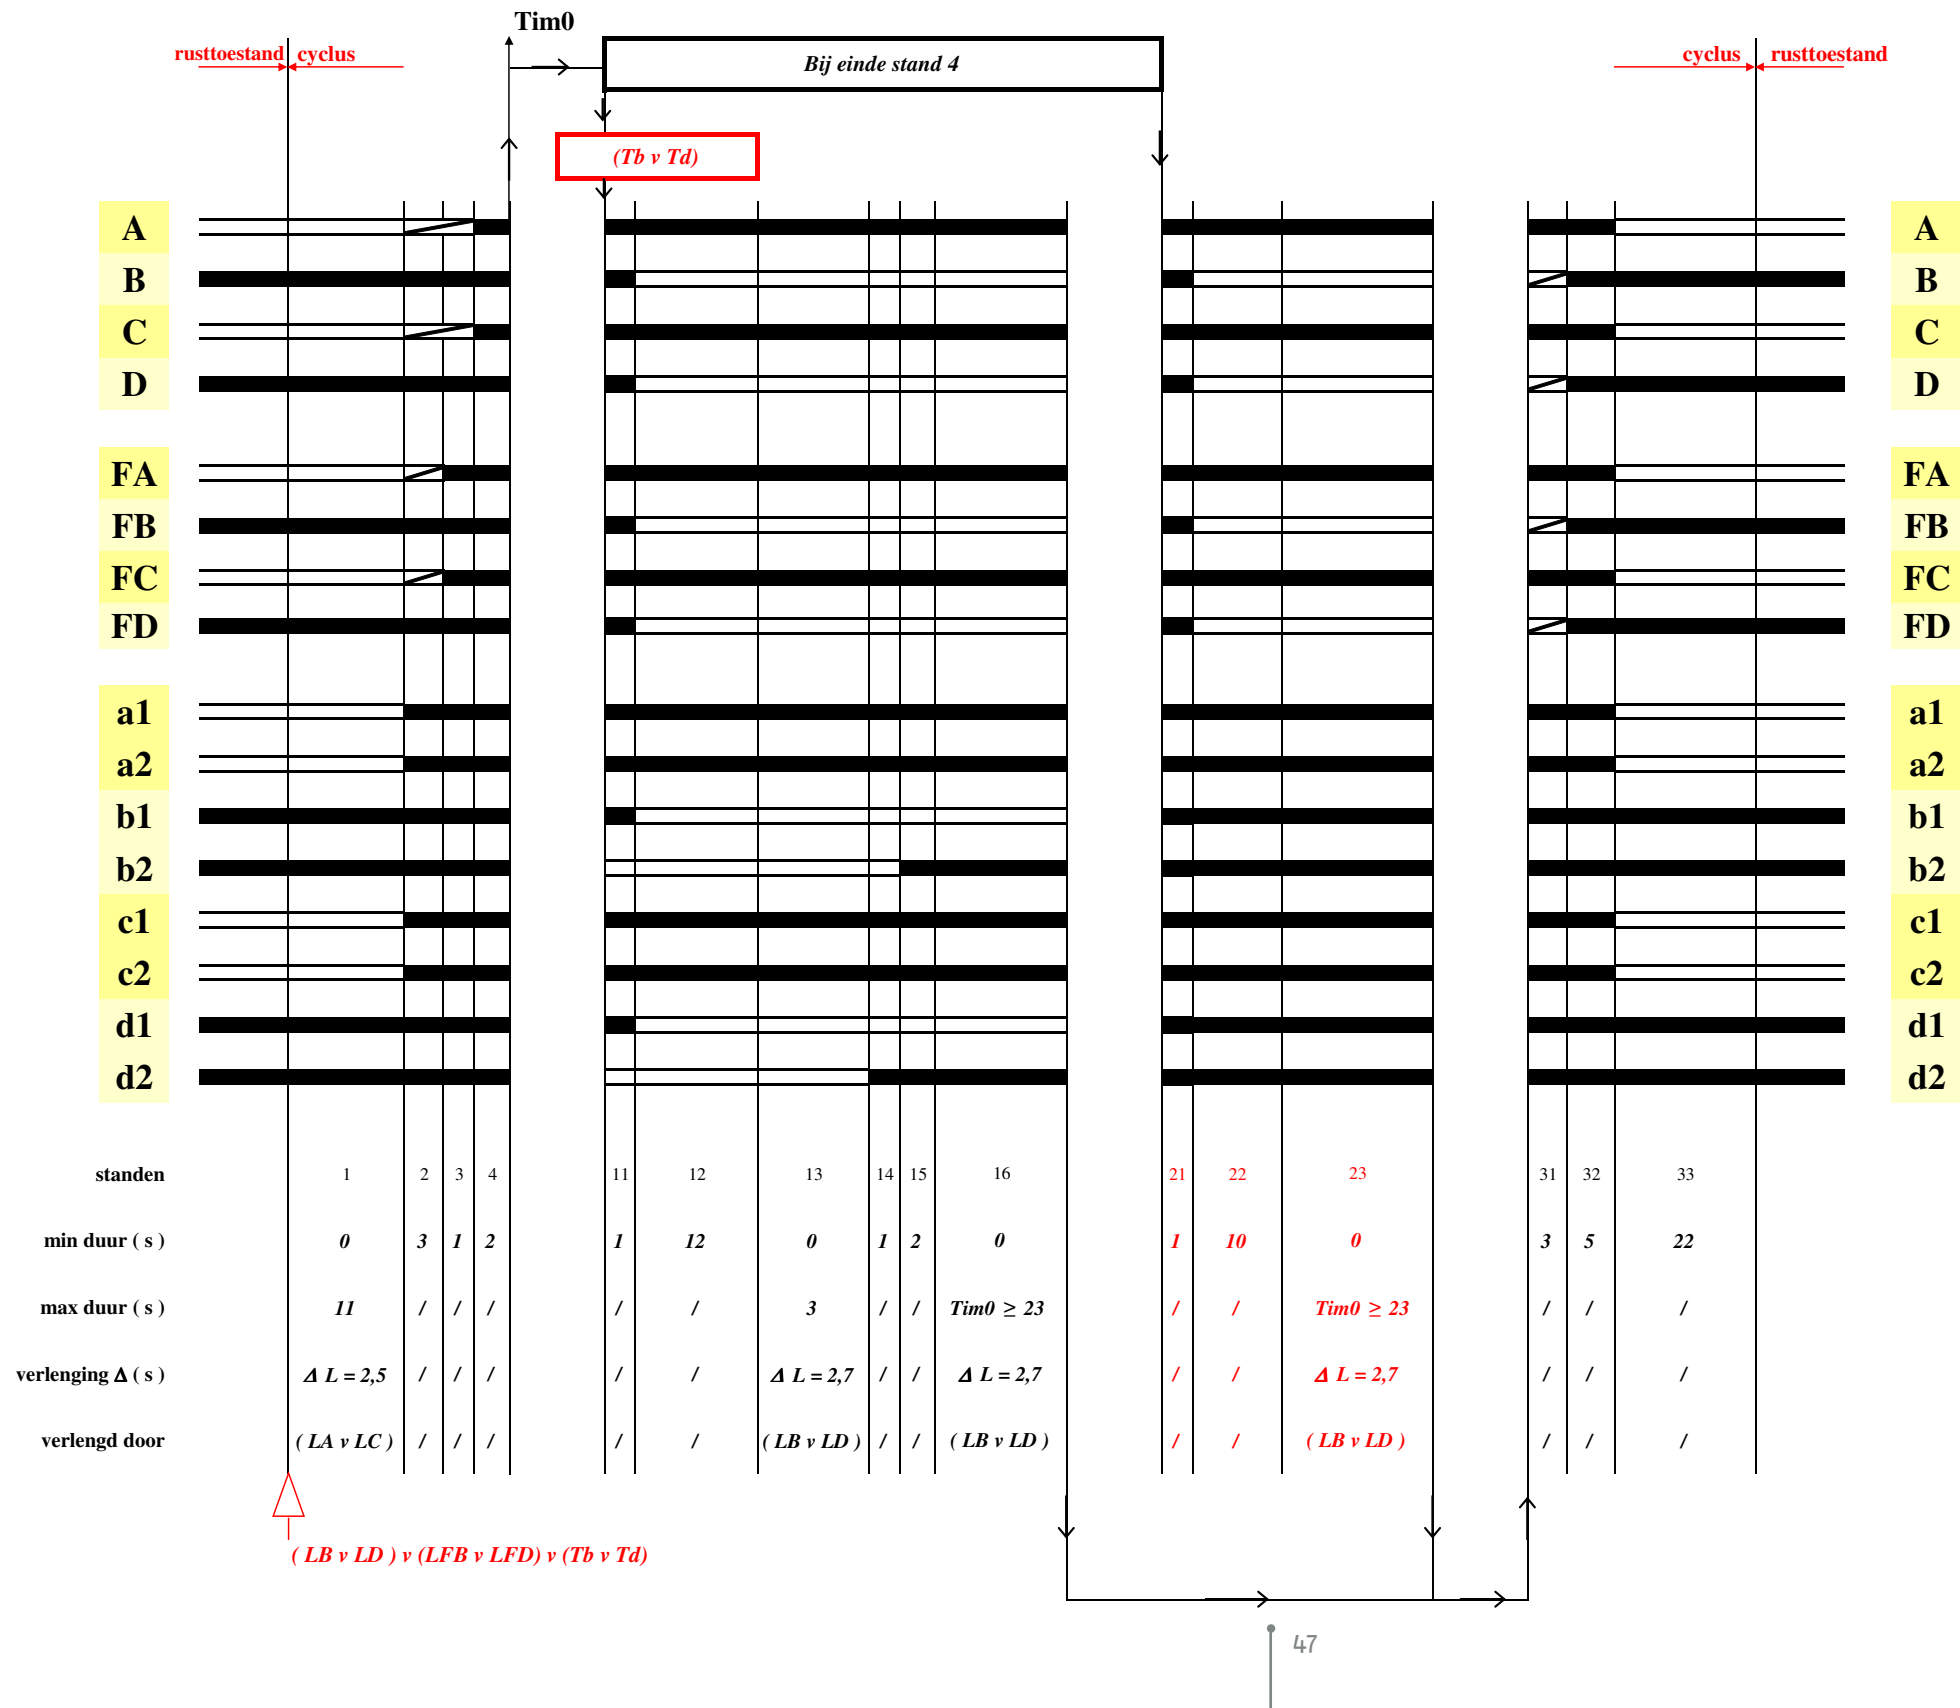 Tim0
rusttoestand cyclus
Bij einde stand 4
cyclus rusttoestand
(Tb v Td)
A A
B B
C C
D D
FA FA
FB FB
FC FC
FD FD
a1 a1
a2 a2
b1 b1
b2 b2
c1 c1
c2 c2
d1 d1
d2 d2
standen 1 2 3 4 11 12 13 14 15 16 21 22 23 31 32 33
min duur ( s ) 0 3 1 2 1 12 0 1 2 0 1 10 0 3 5 22
max duur ( s ) 11 / / / / / 3 / / Tim0 ≥ 23 / / Tim0 ≥ 23 / / /
verlenging Δ ( s ) Δ L = 2,5 / / / / / Δ L = 2,7 / / Δ L = 2,7 / / Δ L = 2,7 / / /
verlengd door ( LA v LC ) / / / / / ( LB v LD ) / / ( LB v LD ) / / ( LB v LD ) / / /
( LB v LD ) v (LFB v LFD) v (Tb v Td)
47